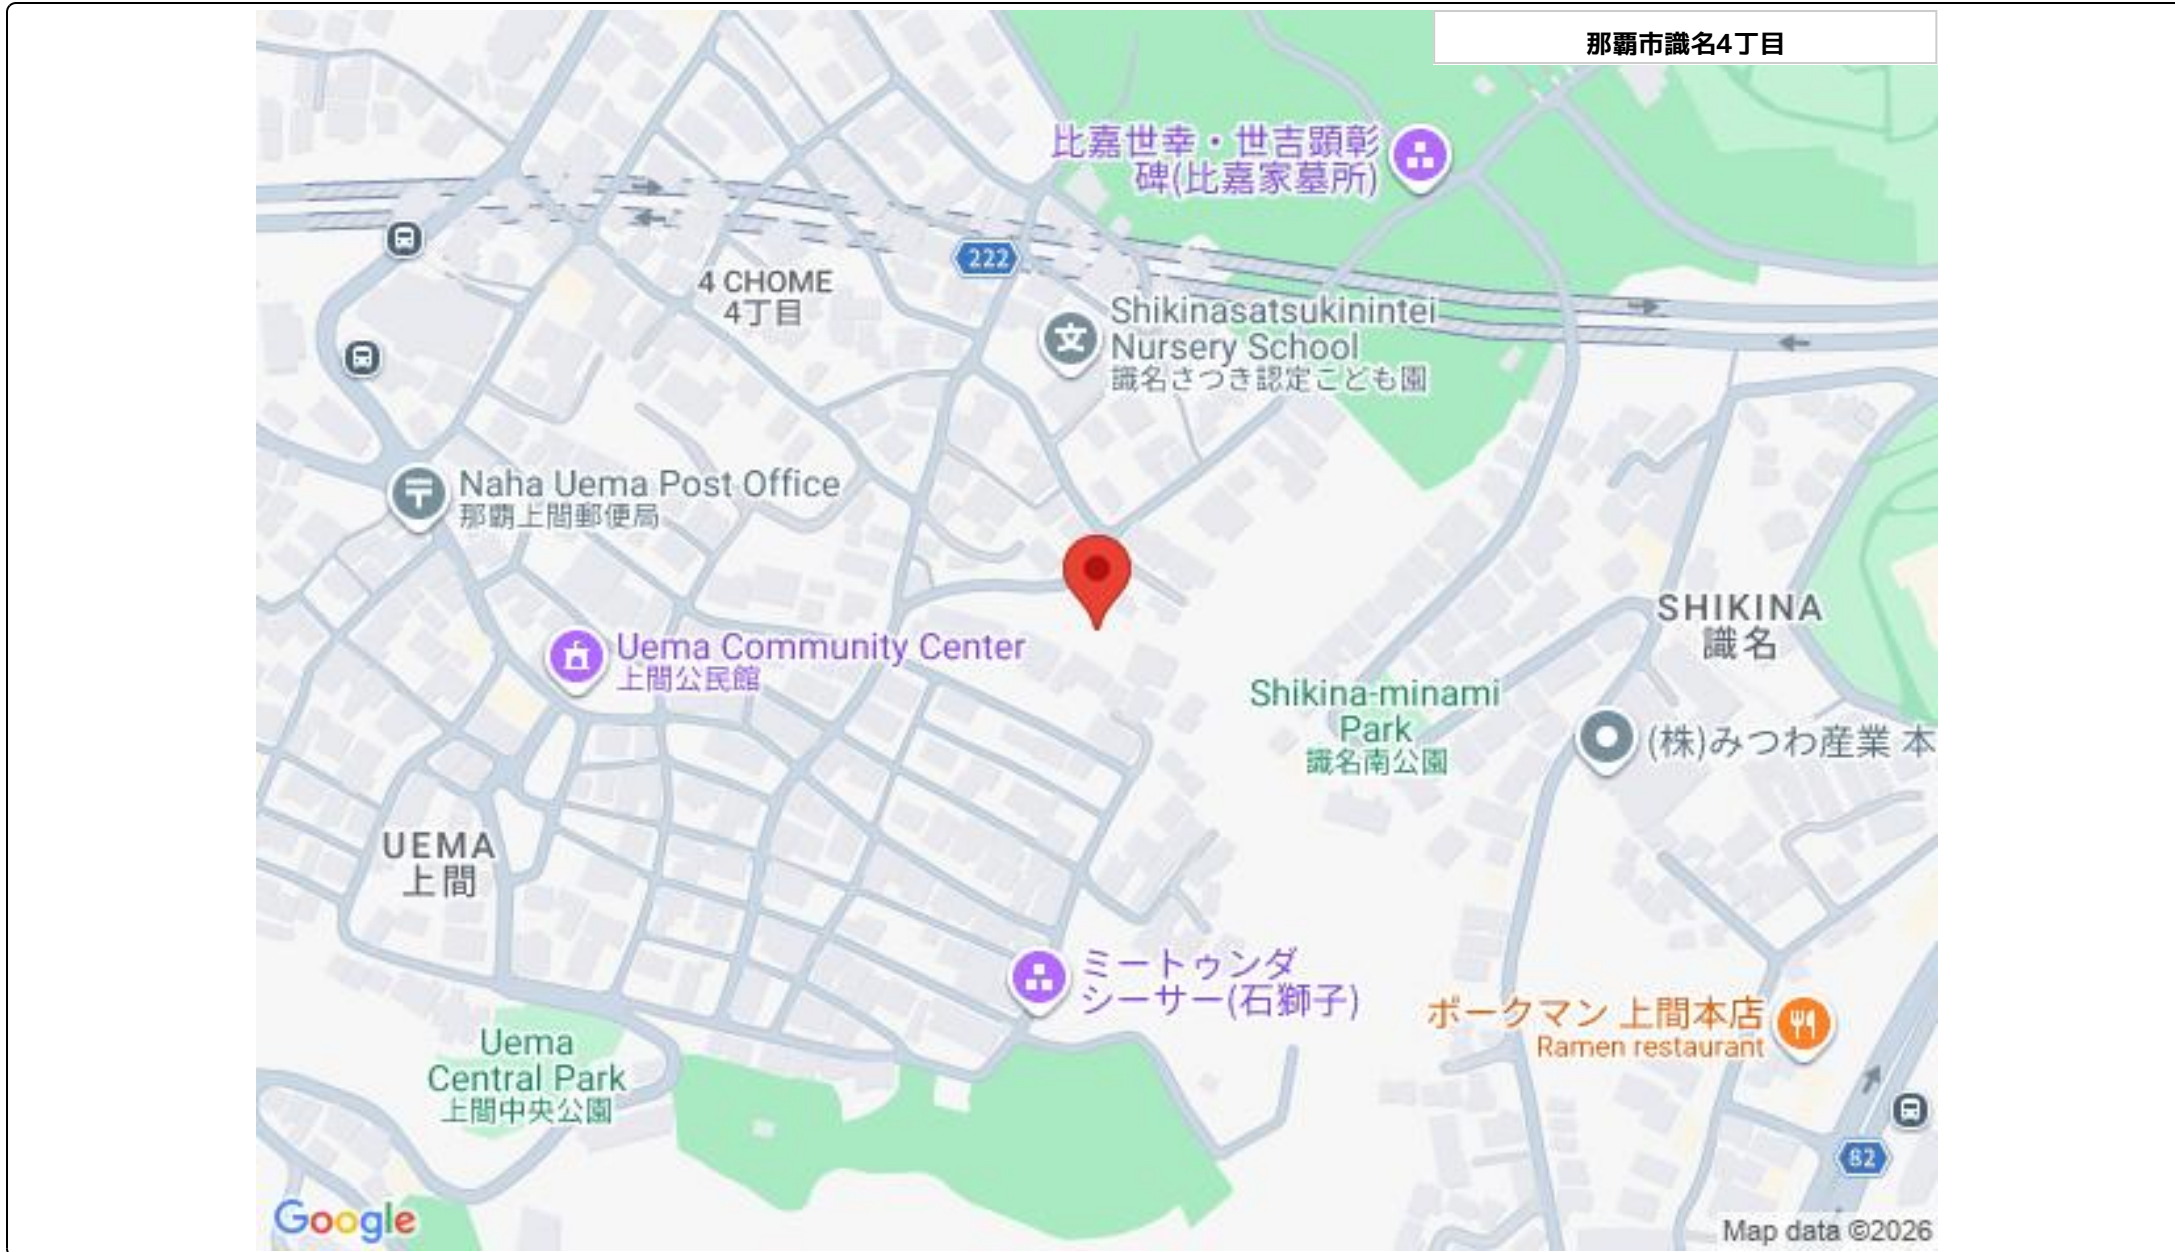 那覇市識名4丁目
比嘉世幸・世吉顕彰
碑(比嘉家墓所)
222
4 CHOME
4丁目
Shikinasatsukinintei
Nursery School
識名さつき認定こども園
Naha Uema Post Office
那覇上間郵便局
SHIKINA
識名
Uema Community Center
上間公民館
Shikina-minami
Park
識名南公園
(株)みつわ産業 本
UEMA
上間
ミートゥンダ
シーサー(石獅子)
ボークマン 上間本店
Ramen restaurant
Uema
Central Park
上間中央公園
82
Google
Map data ©2026